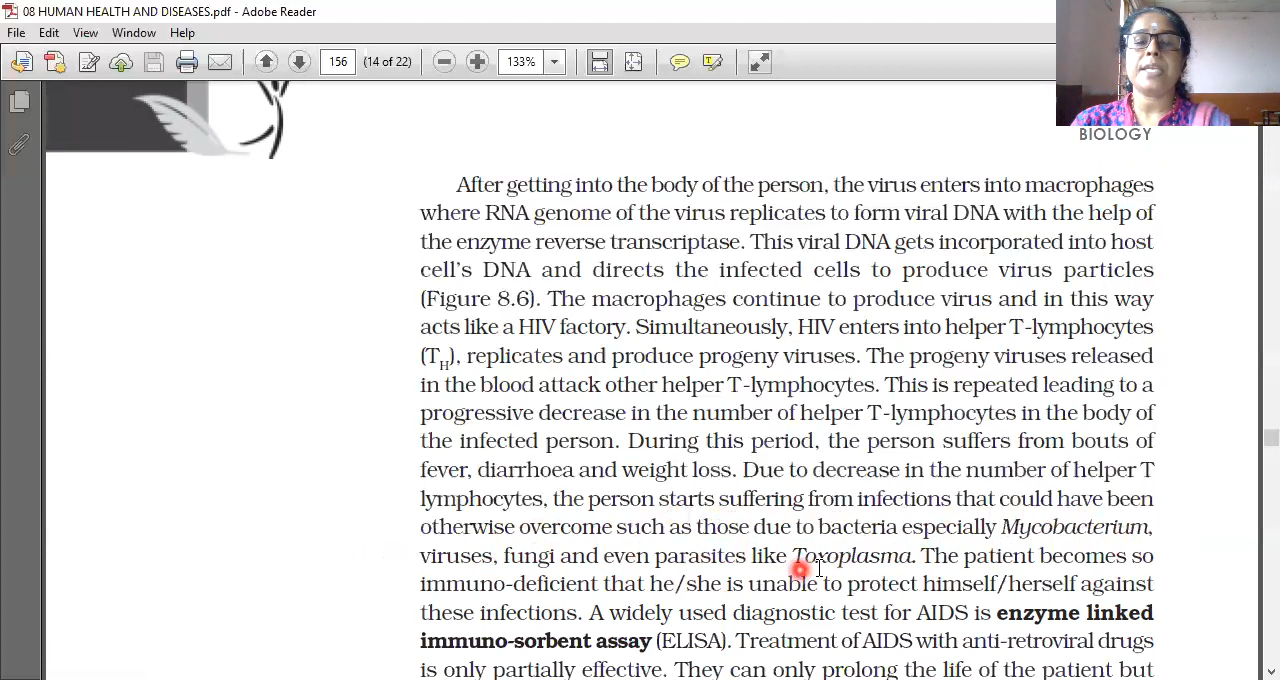 08 HUMAN HEALTH AND DISEASES.pdf - Adobe Reader
File Edit View Window Help
156 (14 of 22) 133%
BIOLOGY
After getting into the body of the person, the virus enters into macrophages
where RNA genome of the virus replicates to form viral DNA with the help of
the enzyme reverse transcriptase. This viral DNA gets incorporated into host
cell's DNA and directs the infected cells to produce virus particles
(Figure 8.6). The macrophages continue to produce virus and in this way
acts like a HIV factory. Simultaneously, HIV enters into helper T-lymphocytes
(TH), replicates and produce progeny viruses. The progeny viruses released
in the blood attack other helper T-lymphocytes. This is repeated leading to a
progressive decrease in the number of helper T-lymphocytes in the body of
the infected person. During this period, the person suffers from bouts of
fever, diarrhoea and weight loss. Due to decrease in the number of helper T
lymphocytes, the person starts suffering from infections that could have been
otherwise overcome such as those due to bacteria especially Mycobacterium,
viruses, fungi and even parasites like Toxoplasma. The patient becomes so
immuno-deficient that he/she is unable to protect himself/herself against
these infections. A widely used diagnostic test for AIDS is enzyme linked
immuno-sorbent assay (ELISA). Treatment of AIDS with anti-retroviral drugs
is only partially effective. They can only prolong the life of the patient but